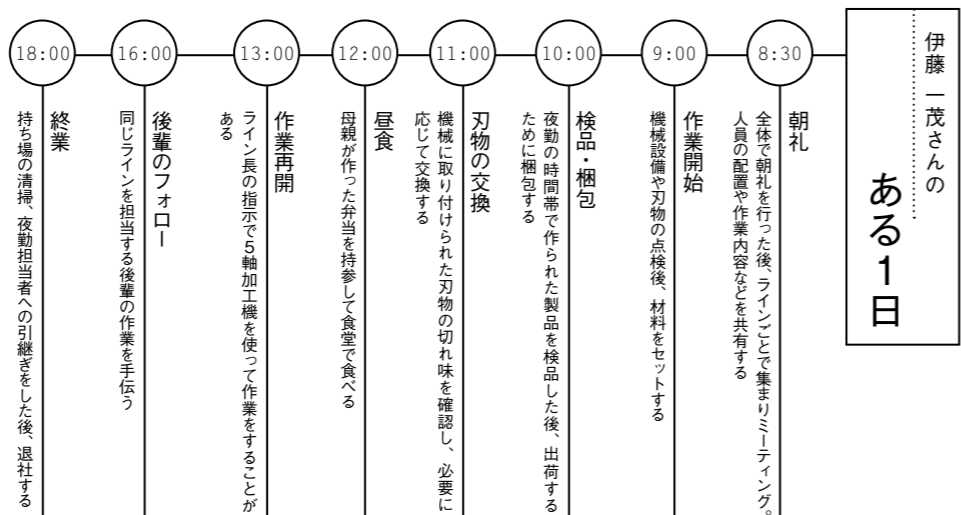 伊藤 一茂さんの
ある1日
8:30
朝礼
全体で朝礼を行った後、ラインごとで集まりミーティング。
人員の配置や作業内容などを共有する
9:00
作業開始
機械設備や刃物の点検後、材料をセットする
10:00
検品・梱包
夜勤の時間帯で作られた製品を検品した後、出荷する
ために梱包する
11:00
刃物の交換
機械に取り付けられた刃物の切れ味を確認し、必要に
応じて交換する
12:00
昼食
母親が作った弁当を持参して食堂で食べる
13:00
作業再開
ライン長の指示で5軸加工機を使って作業をすることが
ある
16:00
後輩のフォロー
同じラインを担当する後輩の作業を手伝う
18:00
終業
持ち場の清掃、夜勤担当者への引継ぎをした後、退社する